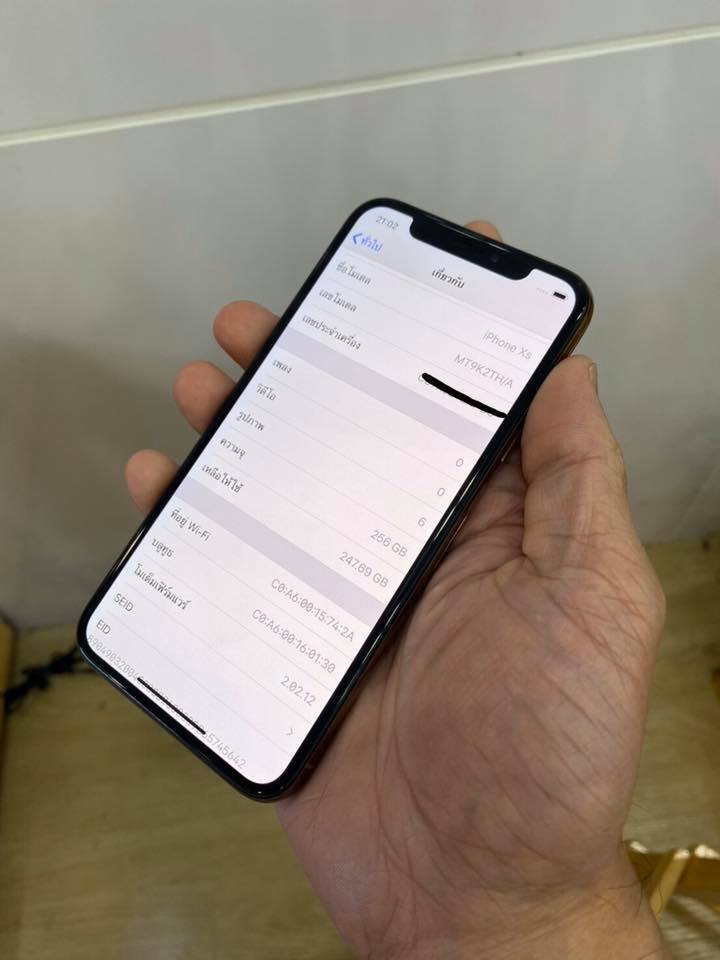 21:02
ทั่วไป
เกี่ยวกับ
ชื่อโมเดล iPhone Xs
เลขโมเดล MT9K2TH/A
เลขประจำเครื่อง
เพลง 0
วิดีโอ 0
รูปภาพ 6
ความจุ 256 GB
เหลือให้ใช้ 247.69 GB
ที่อยู่ Wi-Fi C0:A6:00:15:74:2A
บลูทูธ C0:A6:00:16:01:30
โมเด็มเฟิร์มแวร์ 2.02.12
SEID
EID